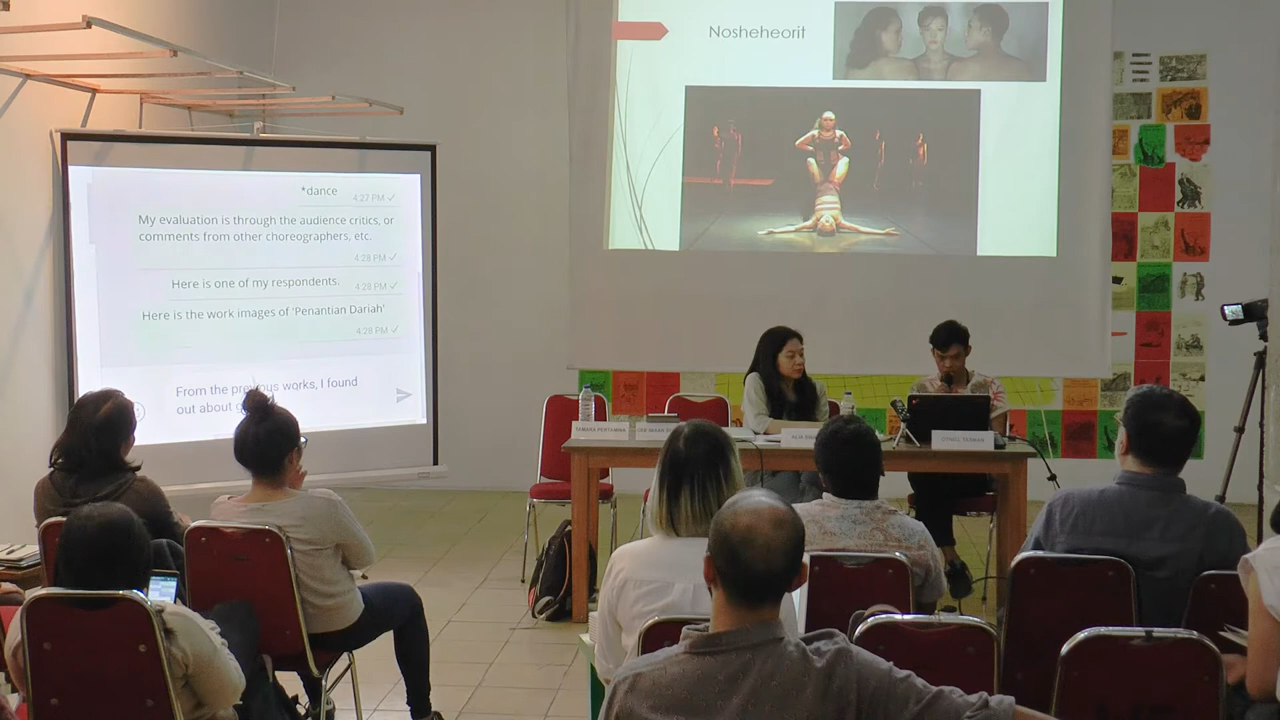 *dance
4:27 PM ✓
My evaluation is through the audience critics, or
comments from other choreographers, etc.
4:28 PM ✓
Here is one of my respondents. 4:28 PM ✓
Here is the work images of 'Penantian Dariah'
4:28 PM ✓
From the previous works, I found
out about
Nosheheorit
TAMARA PERTAMINA